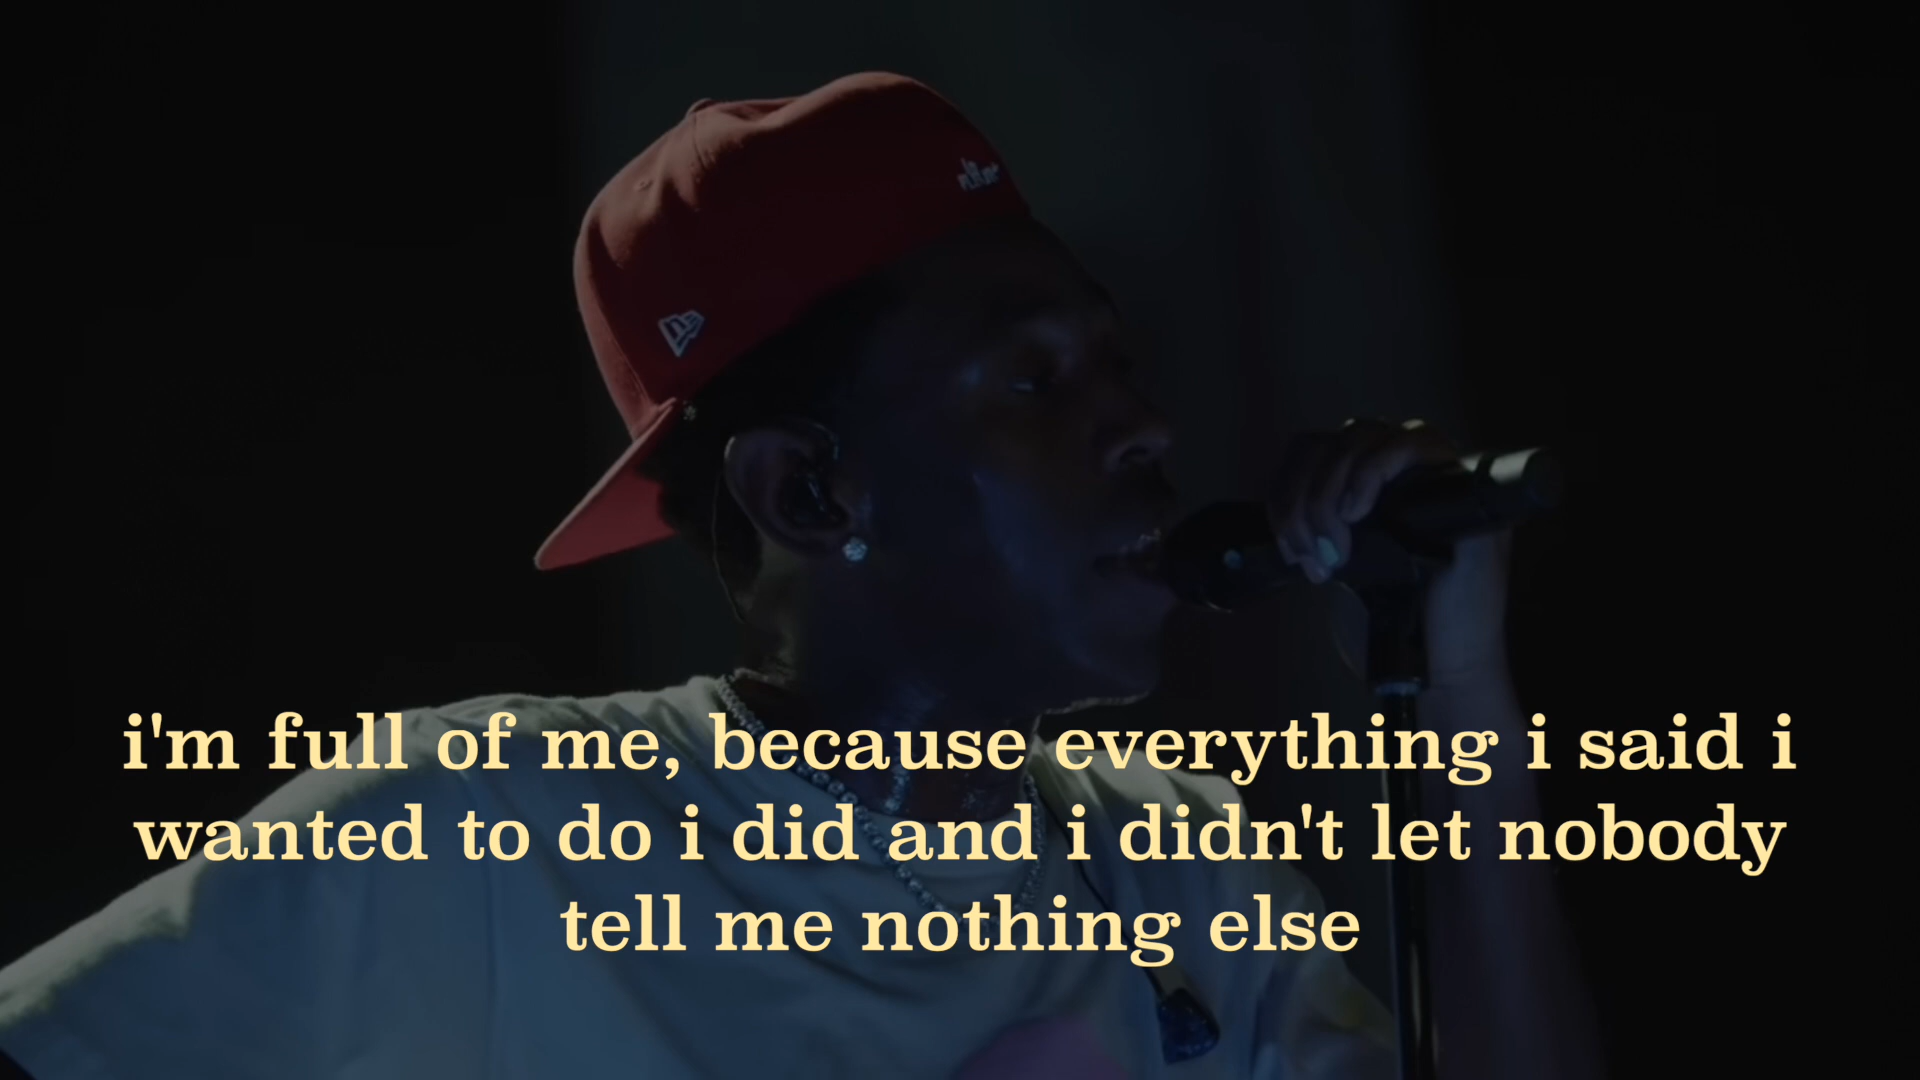 i'm full of me, because everything i said i
wanted to do i did and i didn't let nobody
tell me nothing else